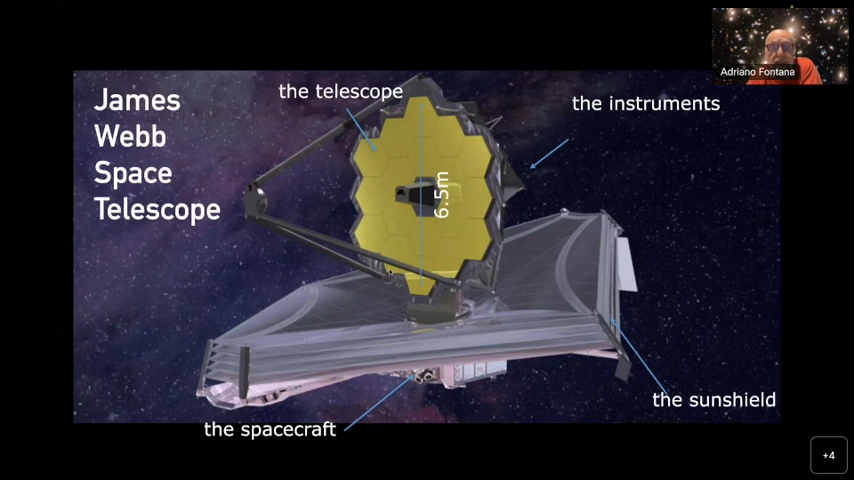 Adriano Fontana
James
Webb
Space
Telescope
the telescope
the instruments
6.5m
the sunshield
the spacecraft
+4